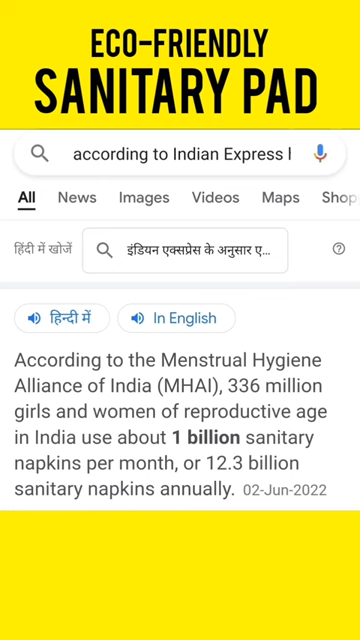 ECO-FRIENDLY
SANITARY PAD
according to Indian Express
All News Images Videos Maps Shop
हिंदी में खोजें
इंडियन एक्सप्रेस के अनुसार ए...
हिन्दी में In English
According to the Menstrual Hygiene
Alliance of India (MHAI), 336 million
girls and women of reproductive age
in India use about 1 billion sanitary
napkins per month, or 12.3 billion
sanitary napkins annually. 02-Jun-2022